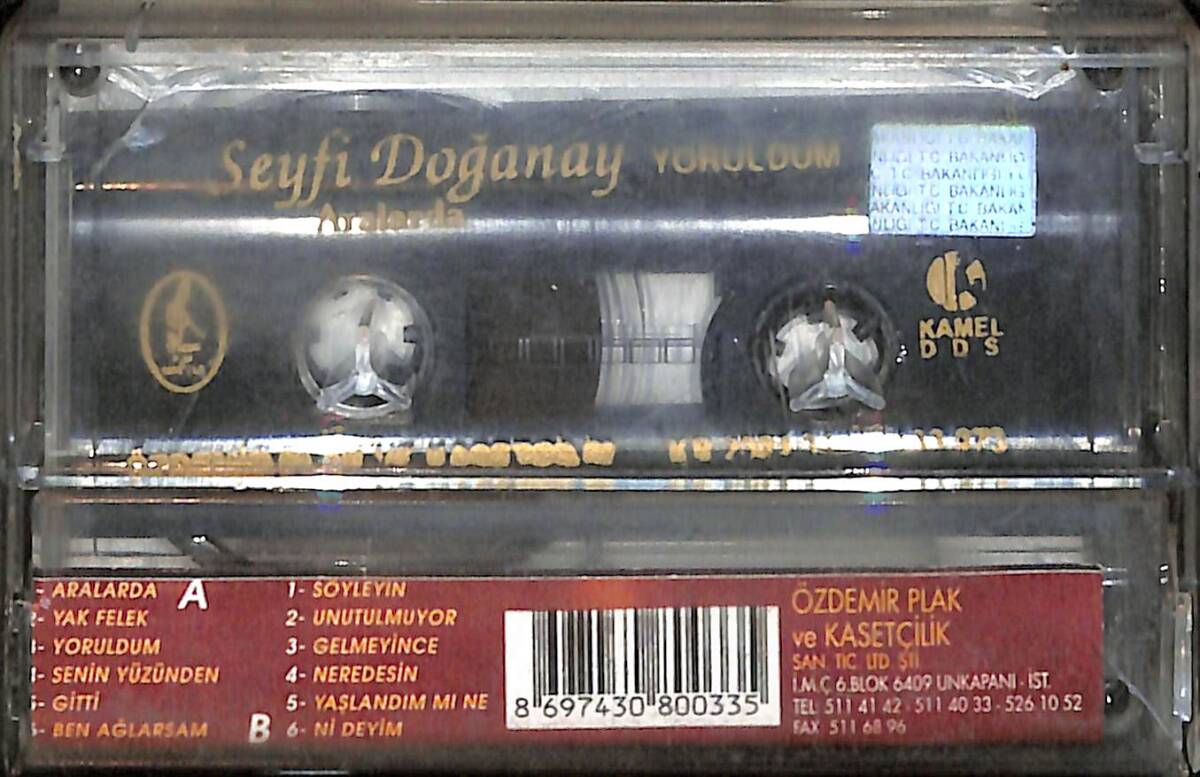 Seyfi Doğanay YORULDUM
Aralarda
T.C. BAKANLIĞI
KAMEL
D D S
- ARALARDA A
- YAK FELEK
- YORULDUM
- SENİN YÜZÜNDEN
- GİTTİ
- BEN AĞLARSAM
B
1- SÖYLEYİN
2- UNUTULMUYOR
3- GELMEYİNCE
4- NEREDESİN
5- YAŞLANDIM MI NE
6- Nİ DEYİM
8 697430 800335
ÖZDEMİR PLAK
ve KASETÇİLİK
SAN TİC LTD ŞTİ
İ.M.Ç 6.BLOK 6409 UNKAPANI - İST.
TEL 511 41 42 - 511 40 33 - 526 10 52
FAX 511 68 96